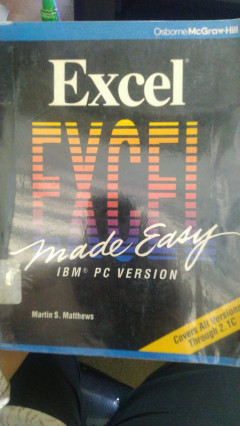 Osborne McGraw-Hill
Excel
EXCEL
made Easy
IBM® PC VERSION
Martin S. Matthews
Covers All Versions
Through 2.1C